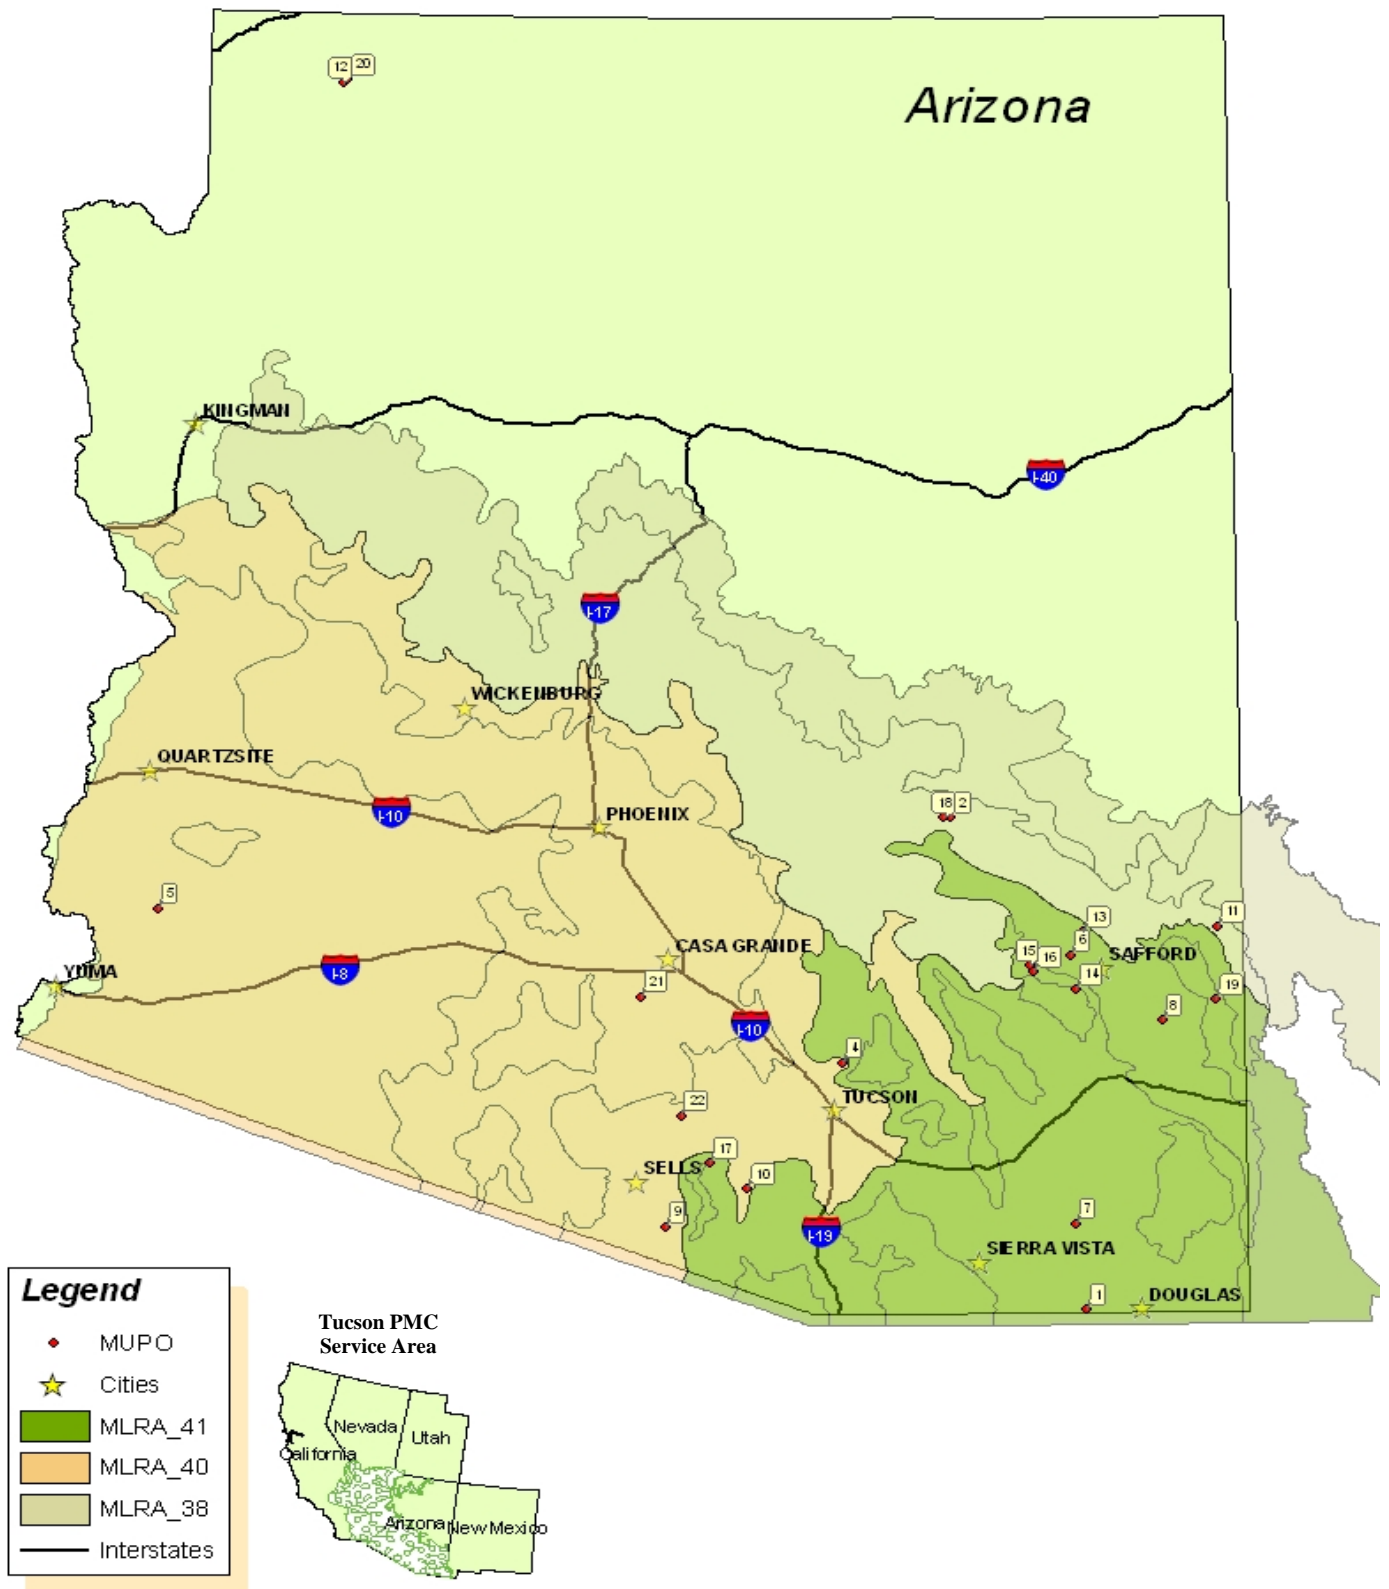 12
20
Arizona
KINGMAN
I-40
I-17
WICKENBURG
QUARTZSITE
I-10
PHOENIX
18
2
5
13
11
6
CASA GRANDE
15
16
SAFFORD
YUMA
I-8
21
14
19
8
I-10
4
TUCSON
22
17
SELLS
10
9
7
I-19
SIERRA VISTA
1
DOUGLAS
Legend
MUPO
Cities
MLRA_41
MLRA_40
MLRA_38
Interstates
Tucson PMC
Service Area
Nevada
Utah
California
Arizona
New Mexico